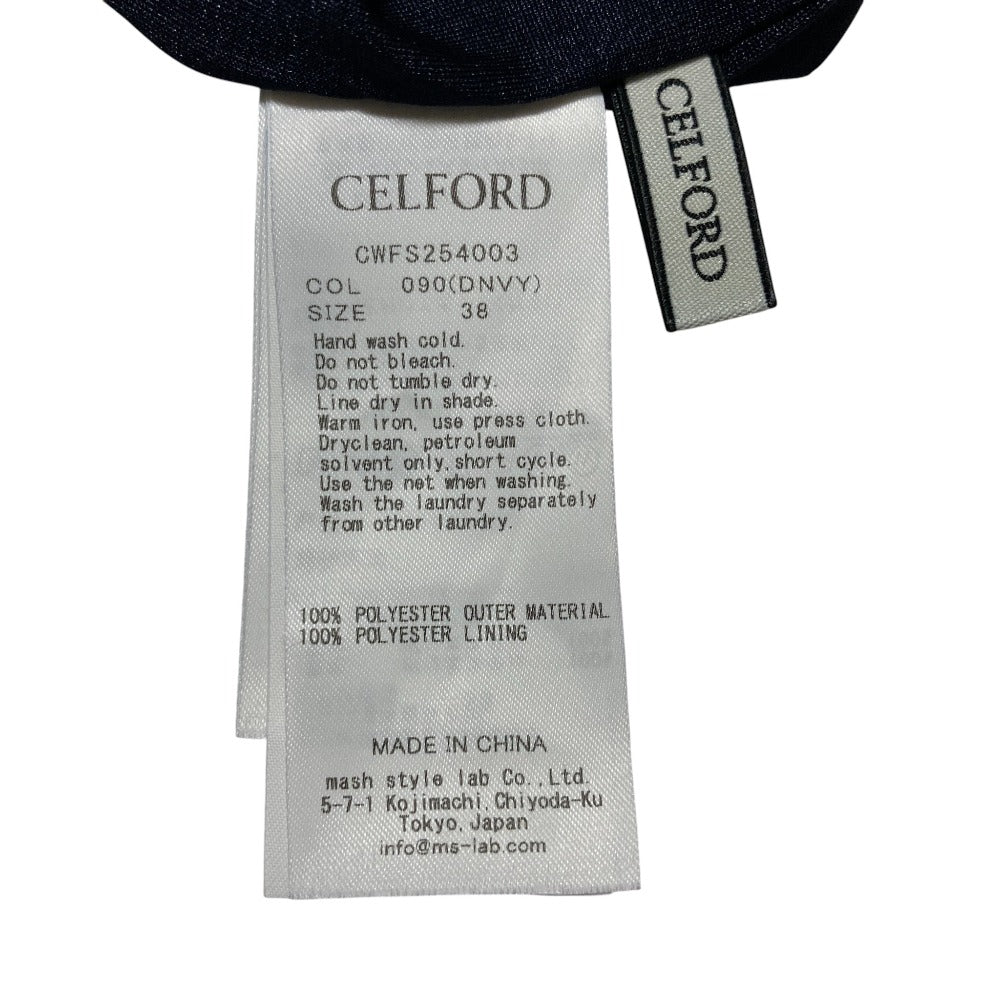 CELFORD
CELFORD
CWFS254003
COL 090(DNVY)
SIZE 38
Hand wash cold.
Do not bleach.
Do not tumble dry.
Line dry in shade.
Warm iron, use press cloth.
Dryclean, petroleum
solvent only, short cycle.
Use the net when washing.
Wash the laundry separately
from other laundry.
100% POLYESTER OUTER MATERIAL
100% POLYESTER LINING
MADE IN CHINA
mash style lab Co.,Ltd.
5-7-1 Kojimachi, Chiyoda-Ku
Tokyo, Japan
info@ms-lab.com